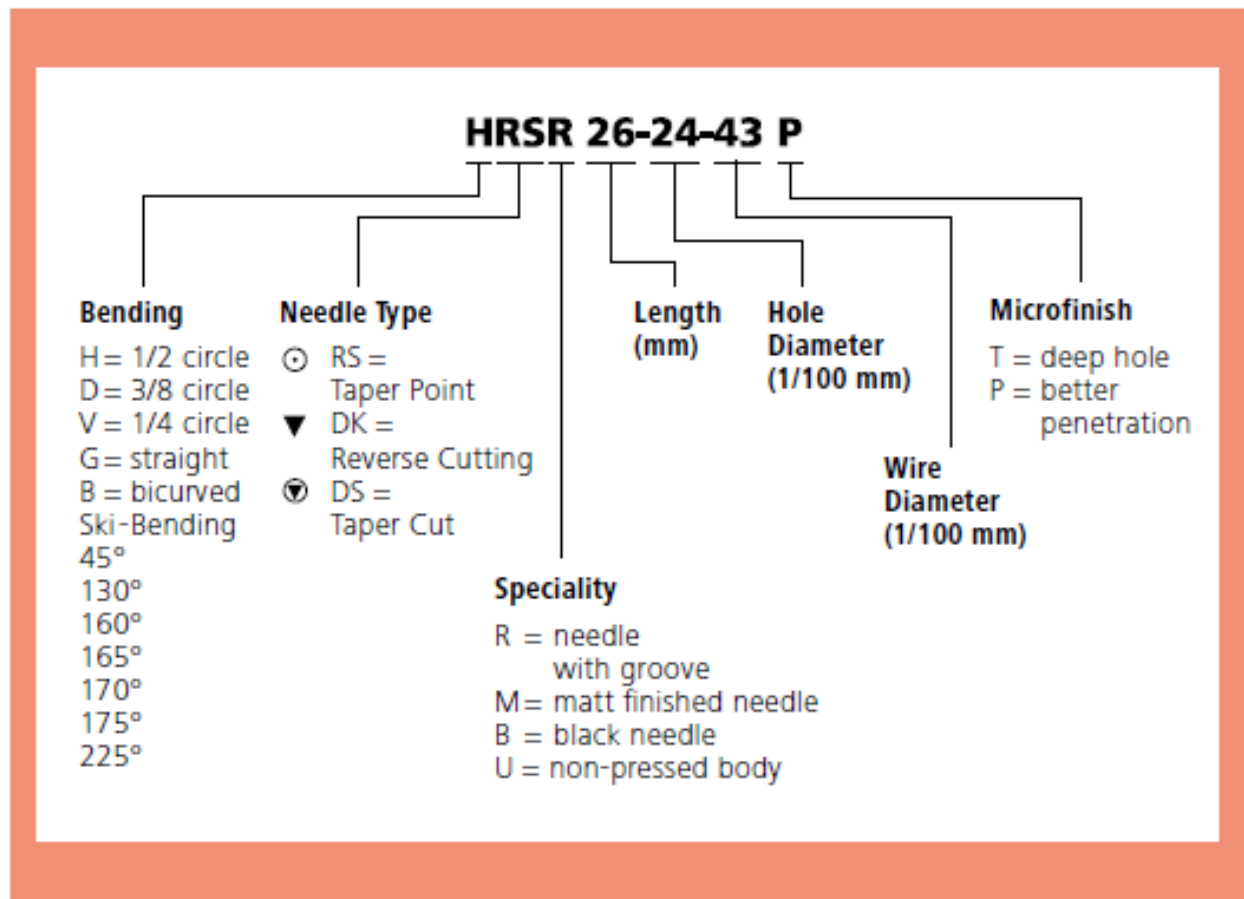 HRSR 26-24-43 P
Bending
H = 1/2 circle
D = 3/8 circle
V = 1/4 circle
G = straight
B = bicurved
Ski-Bending
45°
130°
160°
165°
170°
175°
225°
Needle Type
RS =
Taper Point
DK =
Reverse Cutting
DS =
Taper Cut
Speciality
R = needle
with groove
M = matt finished needle
B = black needle
U = non-pressed body
Length
(mm)
Hole
Diameter
(1/100 mm)
Wire
Diameter
(1/100 mm)
Microfinish
T = deep hole
P = better
penetration